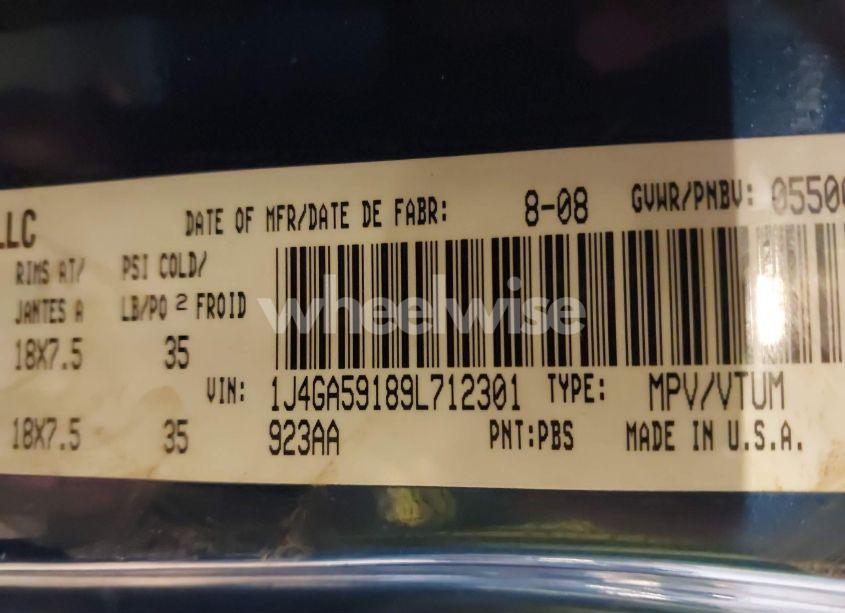 LLC DATE OF MFR/DATE DE FABR: 8-08 GVWR/PNBV: 0550
RIMS AT/ PSI COLD/
JANTES A LB/PO 2 FROID
wheelwise
18X7.5 35
VIN: 1J4GA59189L712301 TYPE: MPV/VTUM
18X7.5 35 923AA PNT:PBS MADE IN U.S.A.